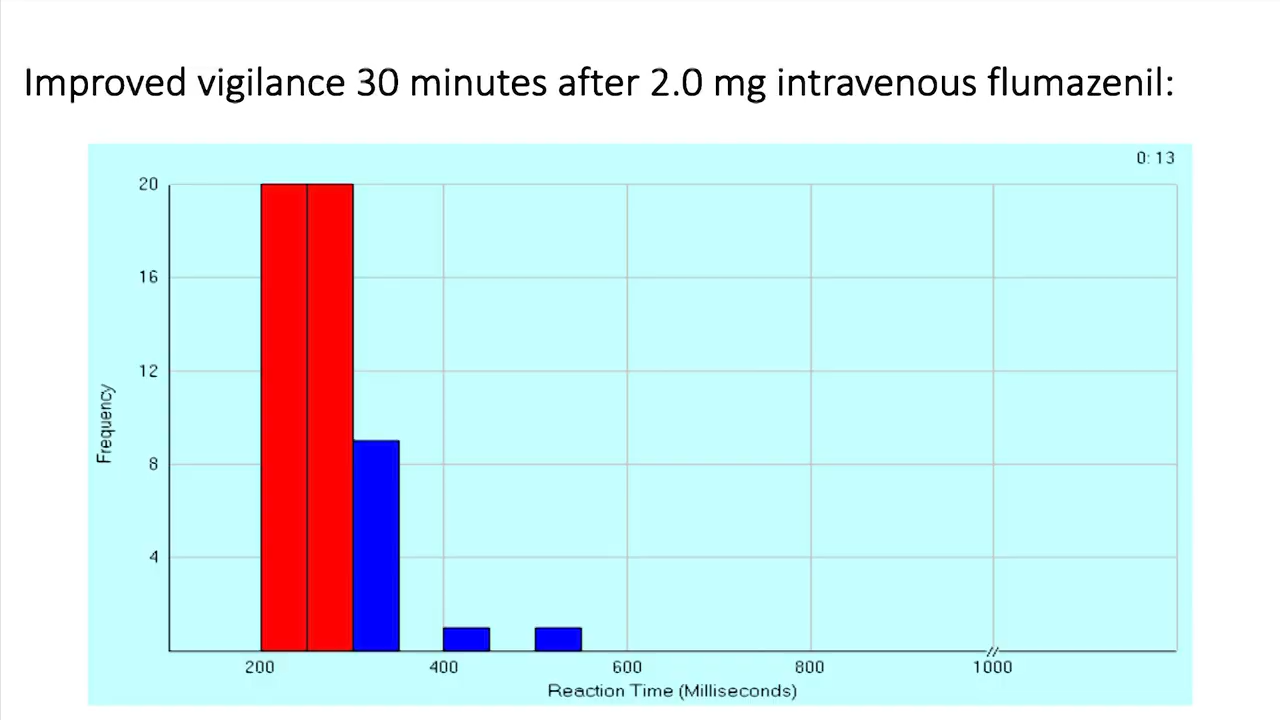 Improved vigilance 30 minutes after 2.0 mg intravenous flumazenil:
0: 13
20
16
12
8
4
Frequency
200 400 600 800 1000
Reaction Time (Milliseconds)